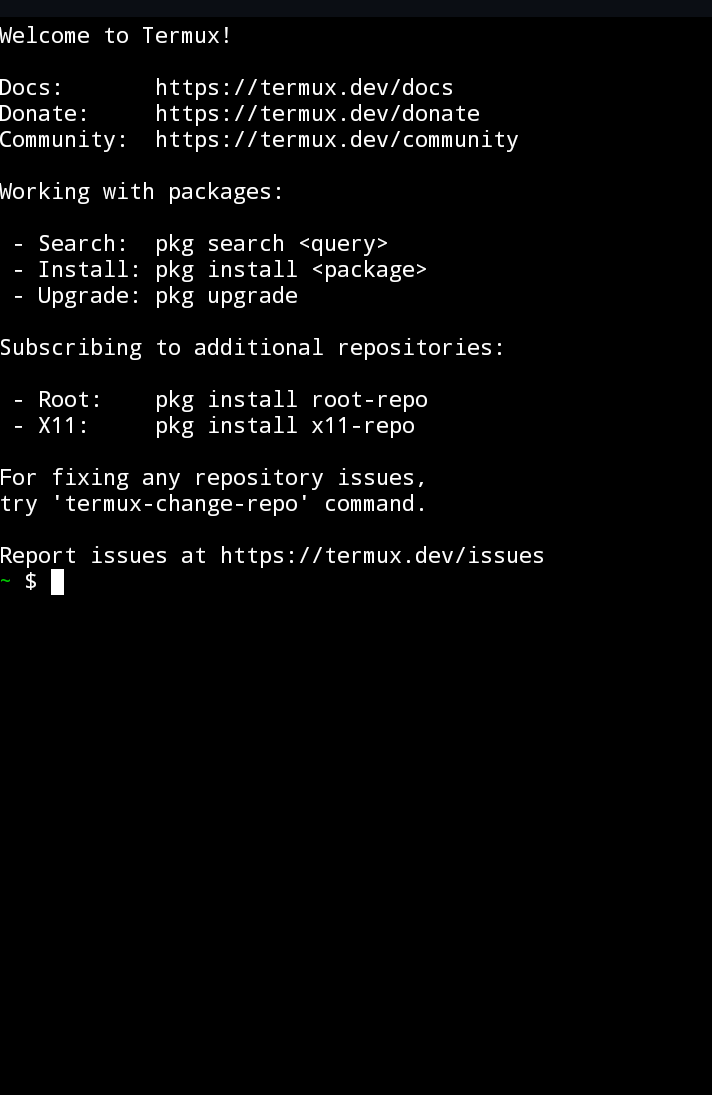 Welcome to Termux!
Docs:       https://termux.dev/docs
Donate:     https://termux.dev/donate
Community:  https://termux.dev/community
Working with packages:
 - Search:  pkg search <query>
 - Install: pkg install <package>
 - Upgrade: pkg upgrade
Subscribing to additional repositories:
 - Root:    pkg install root-repo
 - X11:     pkg install x11-repo
For fixing any repository issues,
try 'termux-change-repo' command.
Report issues at https://termux.dev/issues
~ $